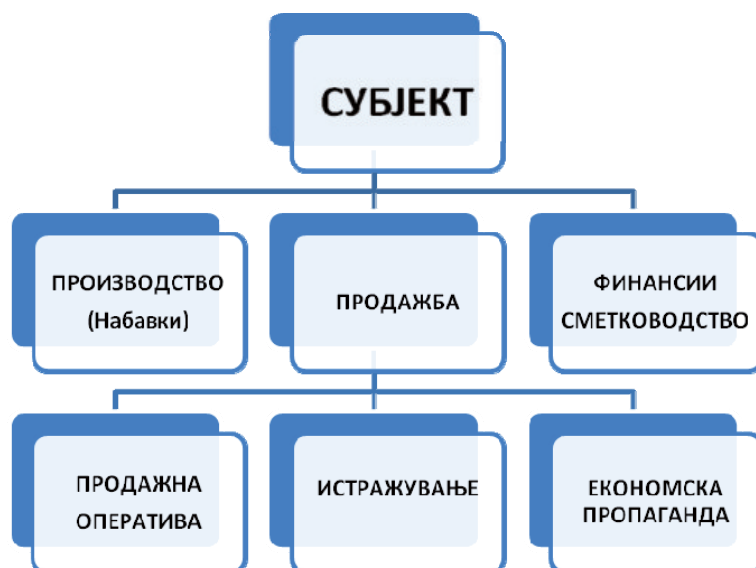 СУБЈЕКТ
ПРОИЗВОДСТВО
(Набавки)
ПРОДАЖБА
ФИНАНСИИ
СМЕТКОВОДСТВО
ПРОДАЖНА
ОПЕРАТИВА
ИСТРАЖУВАЊЕ
ЕКОНОМСКА
ПРОПАГАНДА